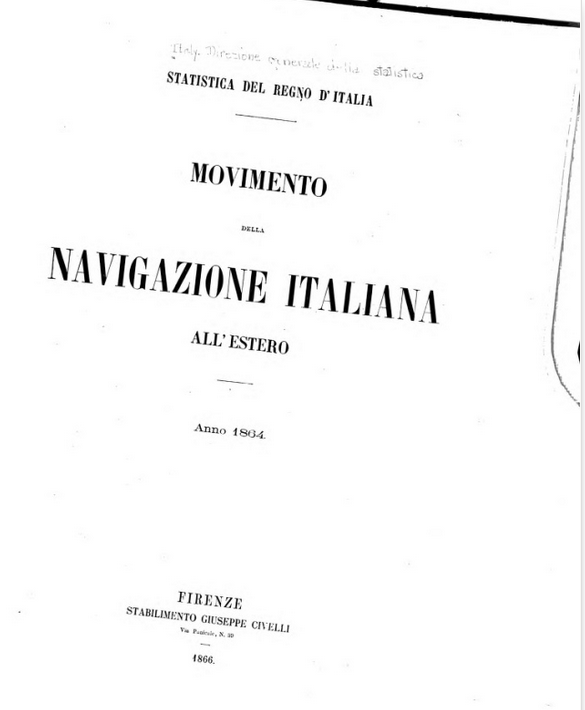 Italy. Direzione generale della statistica
STATISTICA DEL REGNO D'ITALIA
MOVIMENTO
DELLA
NAVIGAZIONE ITALIANA
ALL'ESTERO
Anno 1864.
FIRENZE
STABILIMENTO GIUSEPPE CIVELLI
Via Panicale, N. 39
1866.